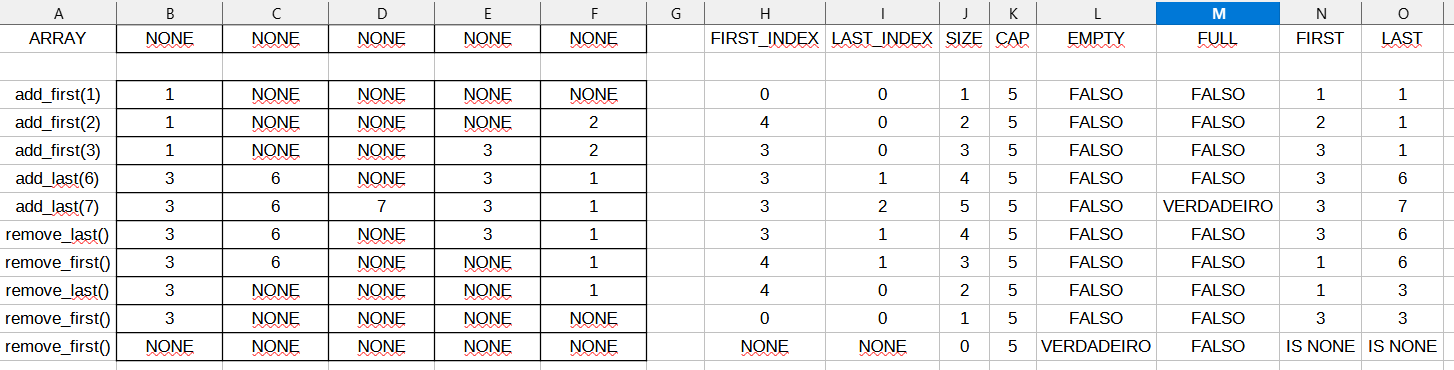 A B C D E F G H I J K L M N O
ARRAY NONE NONE NONE NONE NONE FIRST_INDEX LAST_INDEX SIZE CAP EMPTY FULL FIRST LAST
add_first(1) 1 NONE NONE NONE NONE 0 0 1 5 FALSO FALSO 1 1
add_first(2) 1 NONE NONE NONE 2 4 0 2 5 FALSO FALSO 2 1
add_first(3) 1 NONE NONE 3 2 3 0 3 5 FALSO FALSO 3 1
add_last(6) 3 6 NONE 3 1 3 1 4 5 FALSO FALSO 3 6
add_last(7) 3 6 7 3 1 3 2 5 5 FALSO VERDADEIRO 3 7
remove_last() 3 6 NONE 3 1 3 1 4 5 FALSO FALSO 3 6
remove_first() 3 6 NONE NONE 1 4 1 3 5 FALSO FALSO 1 6
remove_last() 3 NONE NONE NONE 1 4 0 2 5 FALSO FALSO 1 3
remove_first() 3 NONE NONE NONE NONE 0 0 1 5 FALSO FALSO 3 3
remove_first() NONE NONE NONE NONE NONE NONE NONE 0 5 VERDADEIRO FALSO IS NONE IS NONE